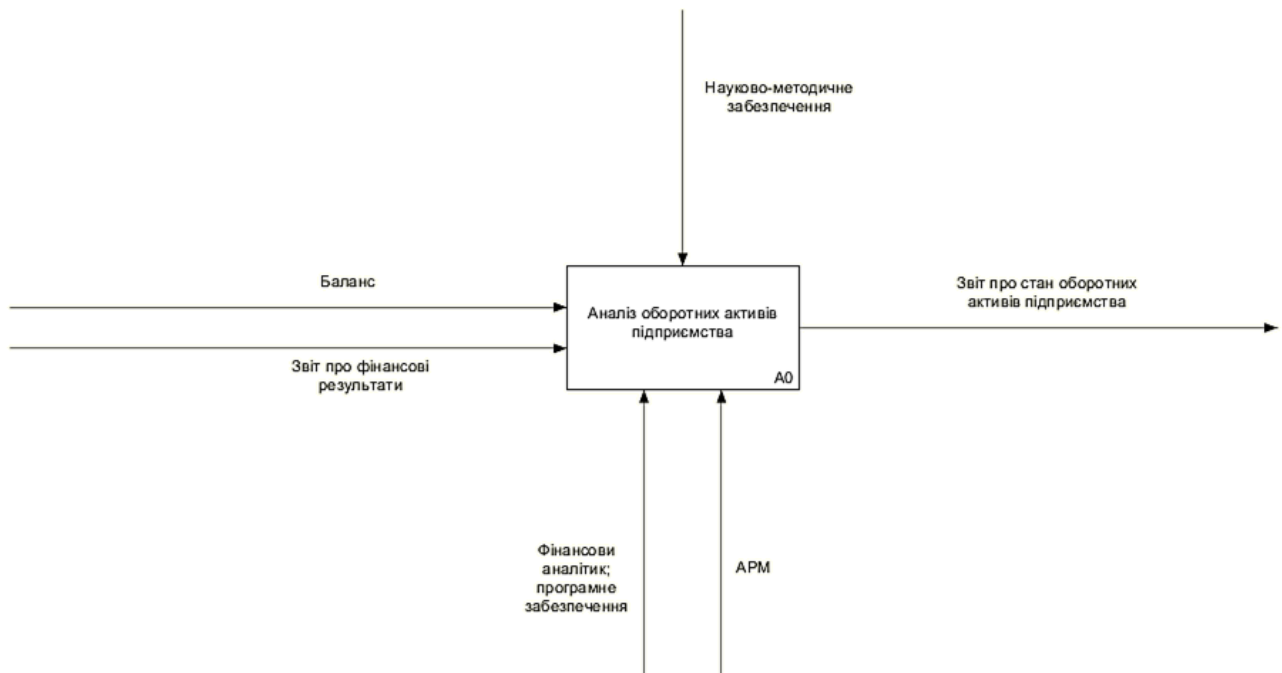 Науково-методичне
забезпечення
Баланс
Звіт про фінансові
результати
Аналіз оборотних активів
підприємства
А0
Звіт про стан оборотних
активів підприємства
Фінансови
аналітик;
програмне
забезпечення
АРМ